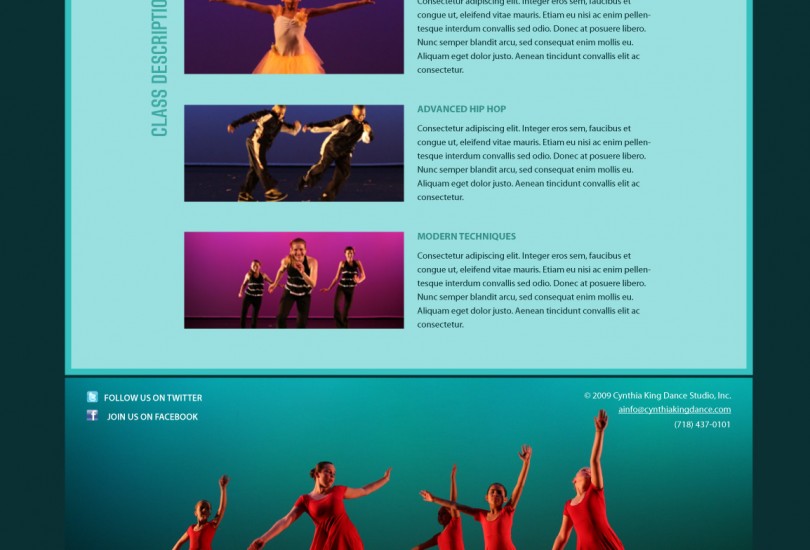 CLASS DESCRIPTIO
Consectetur adipiscing elit. Integer eros sem, faucibus et
congue ut, eleifend vitae mauris. Etiam eu nisi ac enim pellen-
tesque interdum convallis sed odio. Donec at posuere libero.
Nunc semper blandit arcu, sed consequat enim mollis eu.
Aliquam eget dolor justo. Aenean tincidunt convallis elit ac
consectetur.
ADVANCED HIP HOP
Consectetur adipiscing elit. Integer eros sem, faucibus et
congue ut, eleifend vitae mauris. Etiam eu nisi ac enim pellen-
tesque interdum convallis sed odio. Donec at posuere libero.
Nunc semper blandit arcu, sed consequat enim mollis eu.
Aliquam eget dolor justo. Aenean tincidunt convallis elit ac
consectetur.
MODERN TECHNIQUES
Consectetur adipiscing elit. Integer eros sem, faucibus et
congue ut, eleifend vitae mauris. Etiam eu nisi ac enim pellen-
tesque interdum convallis sed odio. Donec at posuere libero.
Nunc semper blandit arcu, sed consequat enim mollis eu.
Aliquam eget dolor justo. Aenean tincidunt convallis elit ac
consectetur.
FOLLOW US ON TWITTER
JOIN US ON FACEBOOK
© 2009 Cynthia King Dance Studio, Inc.
ainfo@cynthiakingdance.com
(718) 437-0101